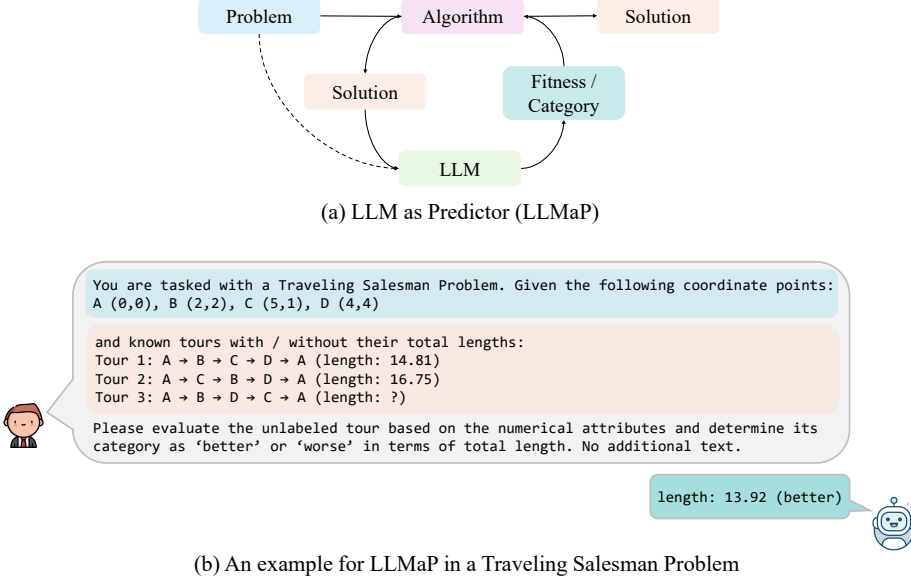 Problem
Algorithm
Solution
Solution
Fitness /
Category
LLM
(a) LLM as Predictor (LLMaP)
You are tasked with a Traveling Salesman Problem. Given the following coordinate points:
A (0,0), B (2,2), C (5,1), D (4,4)
and known tours with / without their total lengths:
Tour 1: A → B → C → D → A (length: 14.81)
Tour 2: A → C → B → D → A (length: 16.75)
Tour 3: A → B → D → C → A (length: ?)
Please evaluate the unlabeled tour based on the numerical attributes and determine its
category as ‘better’ or ‘worse’ in terms of total length. No additional text.
length: 13.92 (better)
(b) An example for LLMaP in a Traveling Salesman Problem